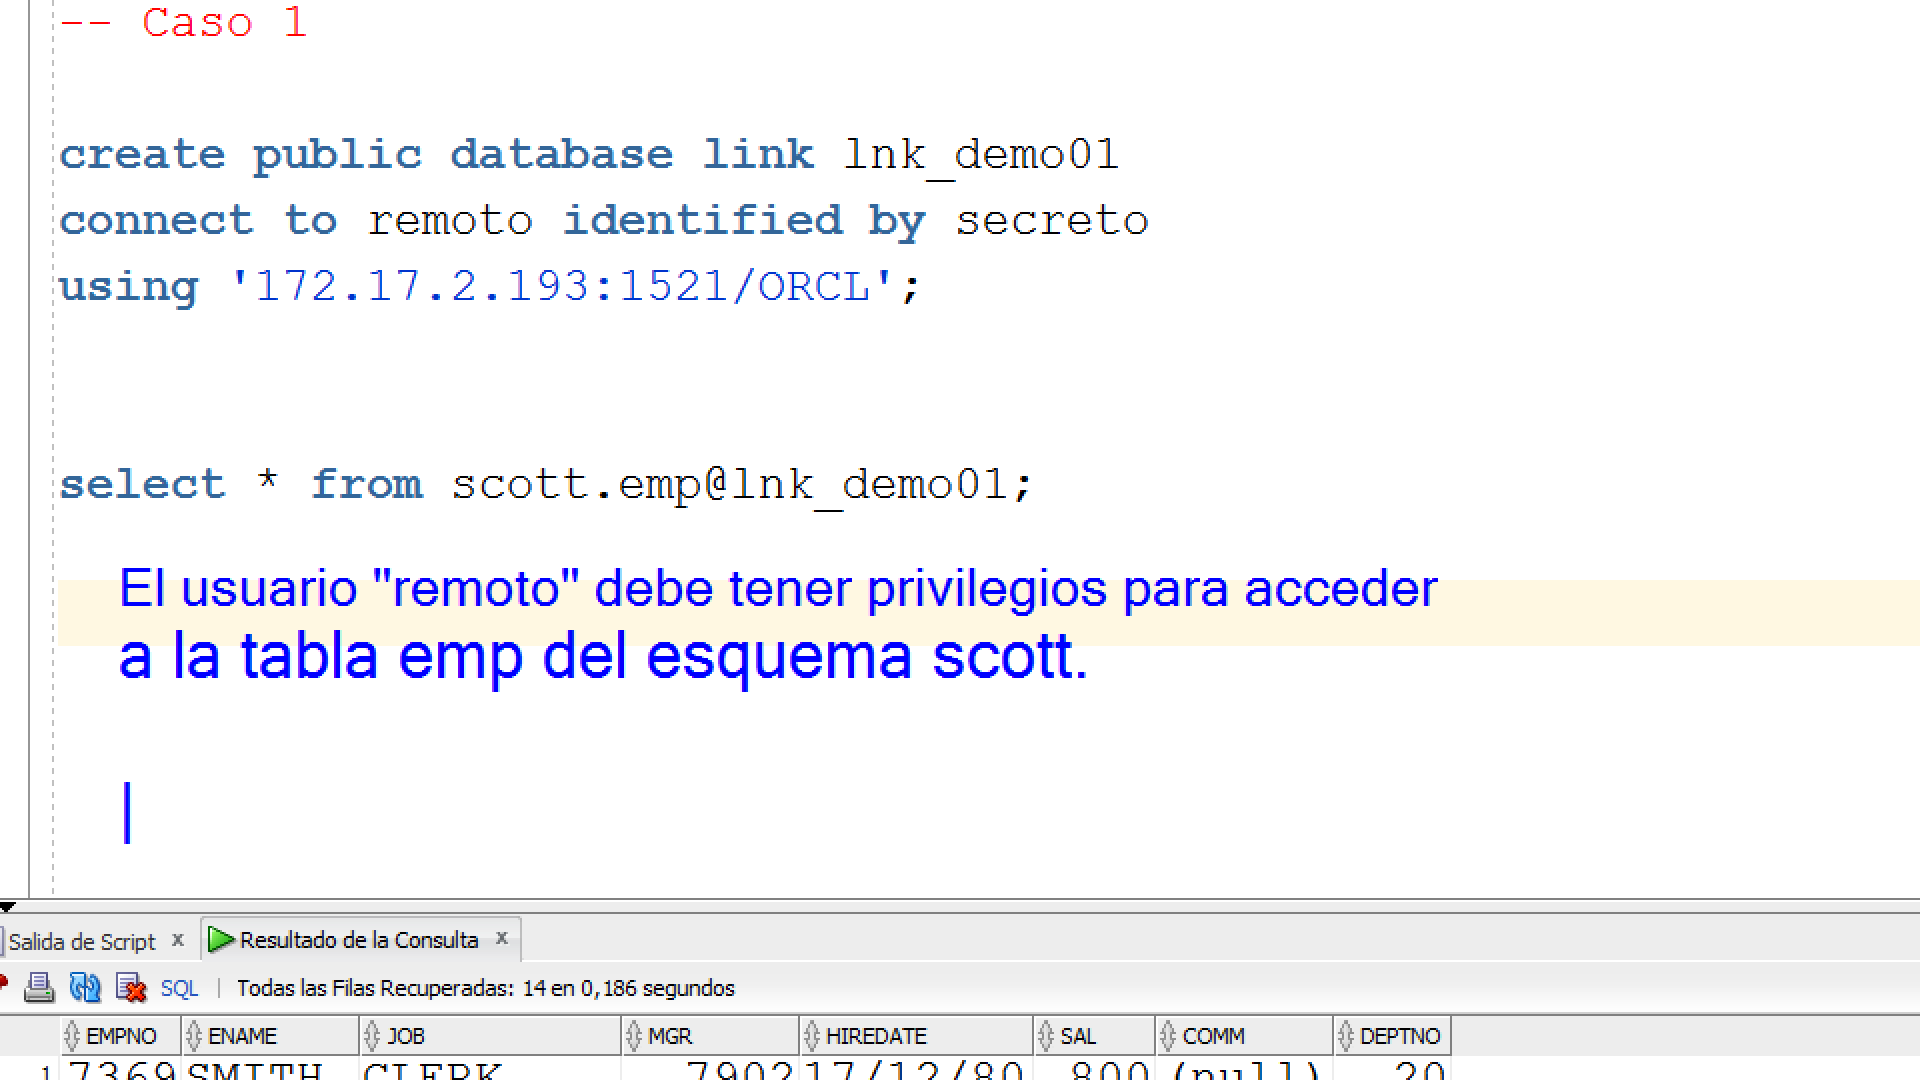 -- Caso 1
create public database link lnk_demo01
connect to remoto identified by secreto
using '172.17.2.193:1521/ORCL';
select * from scott.emp@lnk_demo01;
El usuario "remoto" debe tener privilegios para acceder
a la tabla emp del esquema scott.
Salida de Script x Resultado de la Consulta x
SQL | Todas las Filas Recuperadas: 14 en 0,186 segundos
EMPNO ENAME JOB MGR HIREDATE SAL COMM DEPTNO
1 7369 SMITH CLERK 7902 17/12/80 800 (null) 20